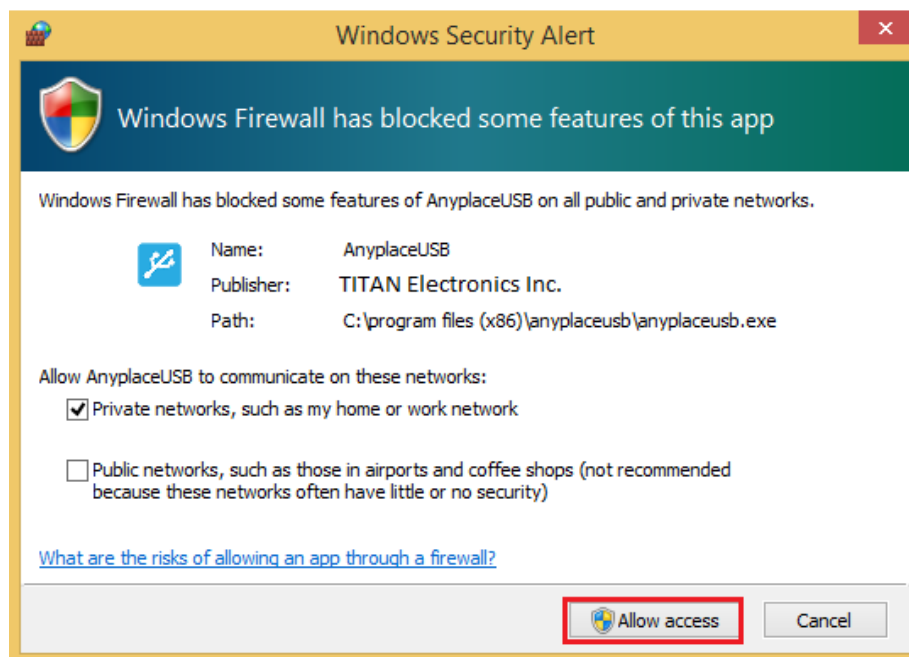 Windows Security Alert
Windows Firewall has blocked some features of this app
Windows Firewall has blocked some features of AnyplaceUSB on all public and private networks.
Name: AnyplaceUSB
Publisher: TITAN Electronics Inc.
Path: C:\program files (x86)\anyplaceusb\anyplaceusb.exe
Allow AnyplaceUSB to communicate on these networks:
Private networks, such as my home or work network
Public networks, such as those in airports and coffee shops (not recommended
because these networks often have little or no security)
What are the risks of allowing an app through a firewall?
Allow access Cancel